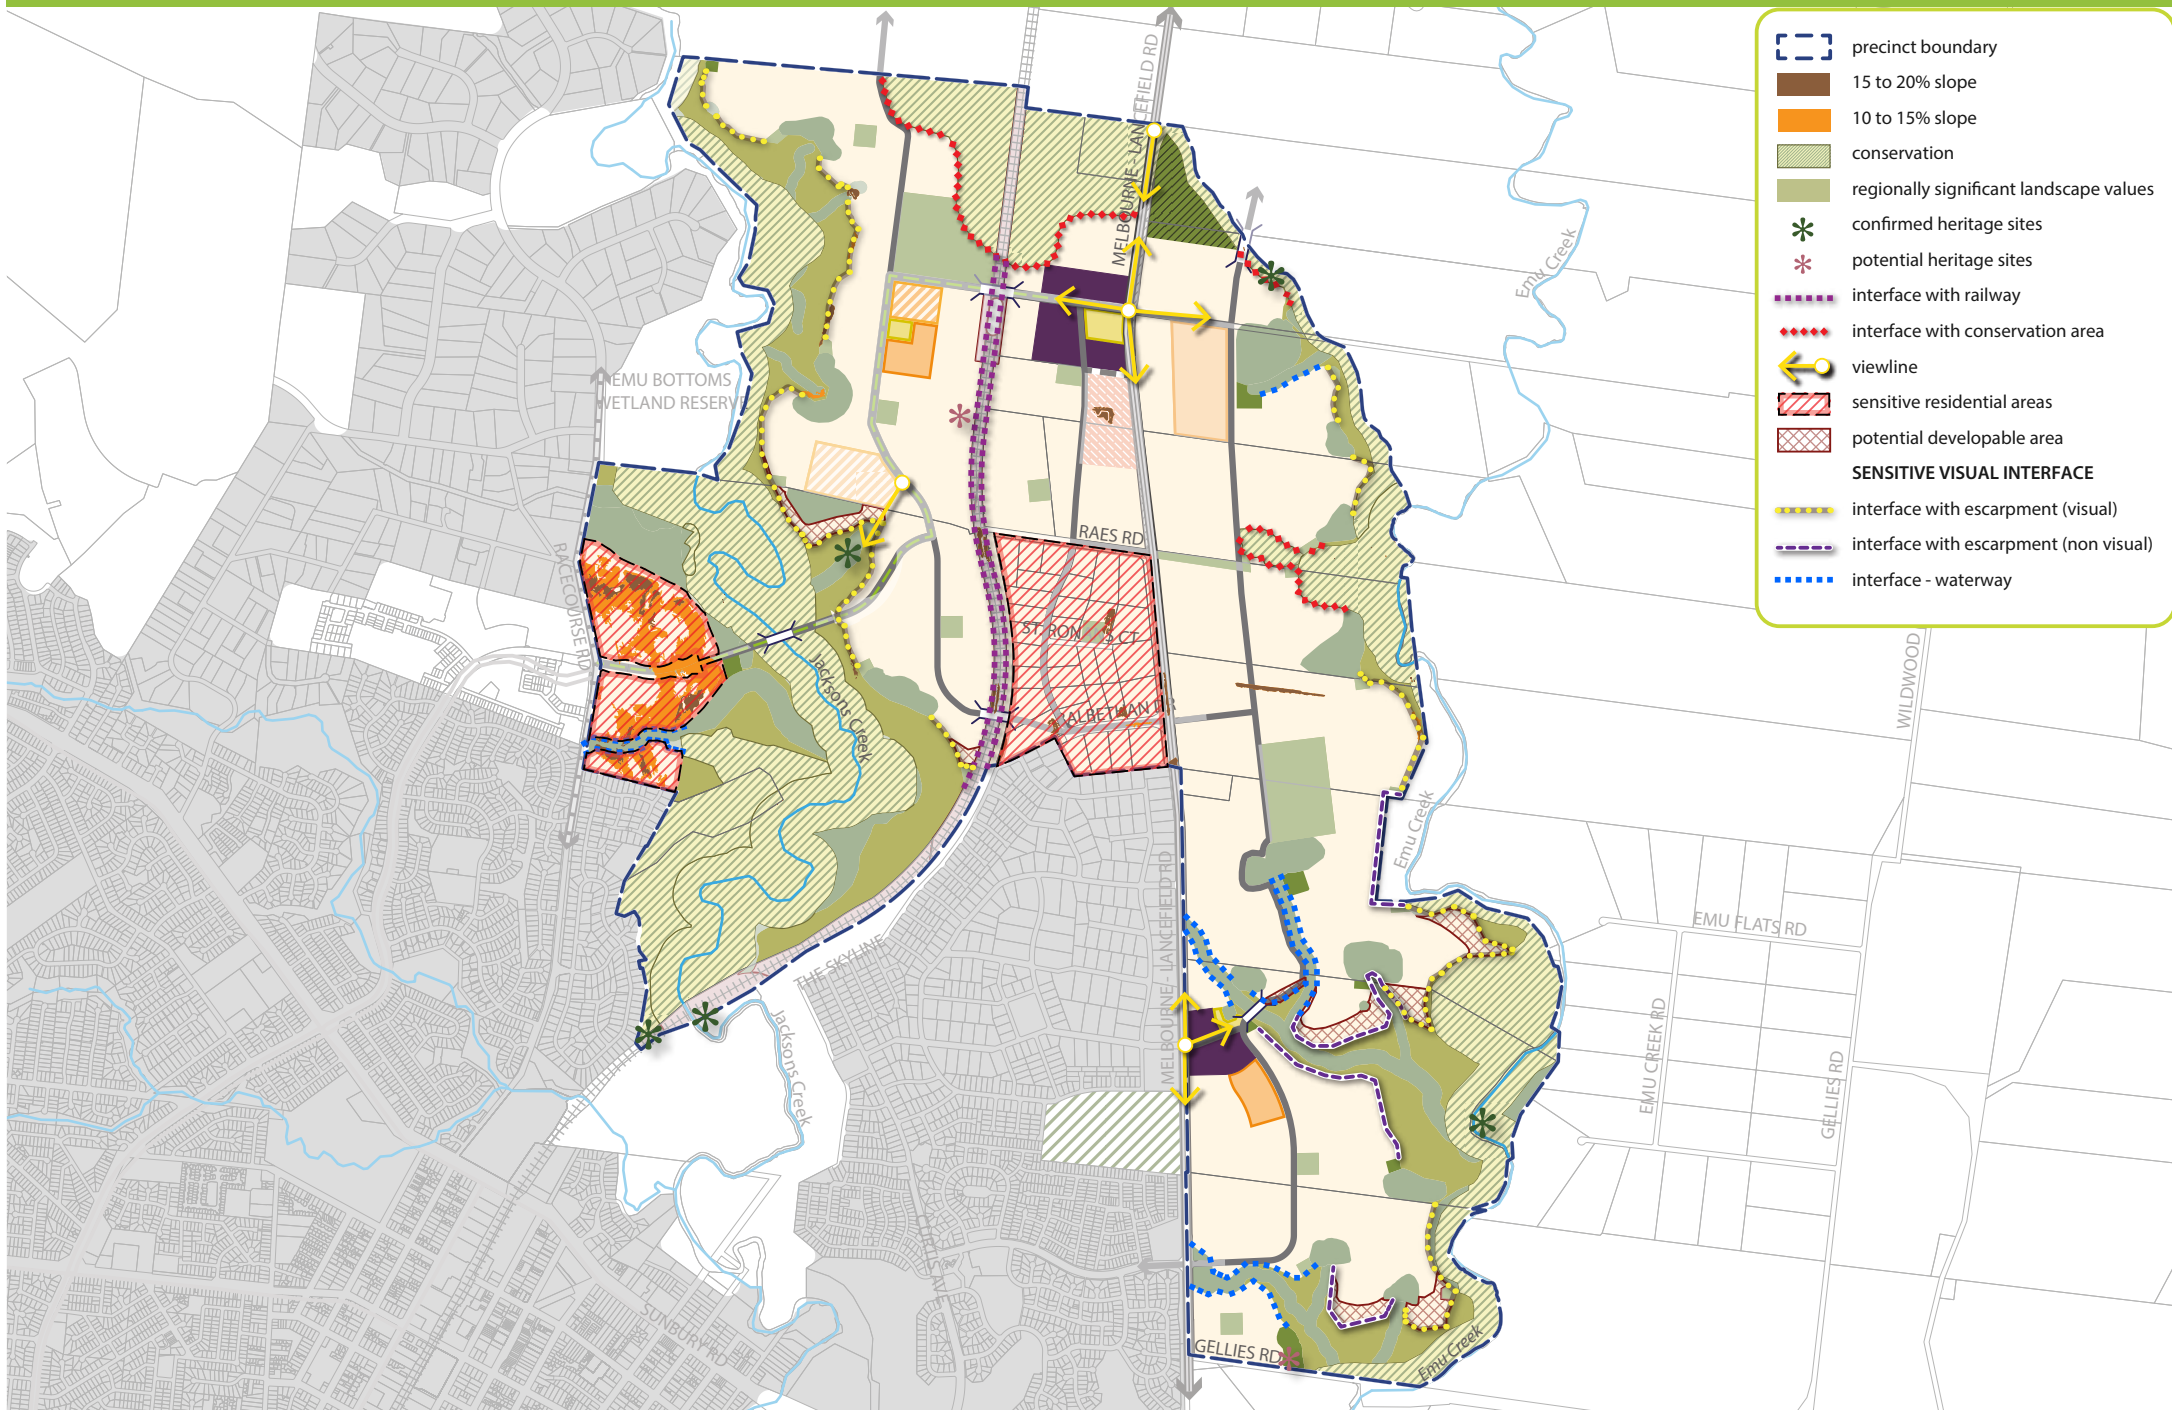 precinct boundary
15 to 20% slope
10 to 15% slope
conservation
regionally significant landscape values
confirmed heritage sites
potential heritage sites
interface with railway
interface with conservation area
viewline
sensitive residential areas
potential developable area
SENSITIVE VISUAL INTERFACE
interface with escarpment (visual)
interface with escarpment (non visual)
interface - waterway
MELBOURNE - LANCEFIELD RD
Emu Creek
EMU BOTTOMS
WETLAND RESERVE
RAES RD
RACECOURSE RD
CT
Jacksons Creek
WILDWOOD
Emu Creek
MELBOURNE - LANCEFIELD RD
EMU FLATS RD
THE SKYLINE
Jacksons Creek
EMU CREEK RD
GELLIES RD
SUNBURY RD
GELLIES RD
Emu Creek